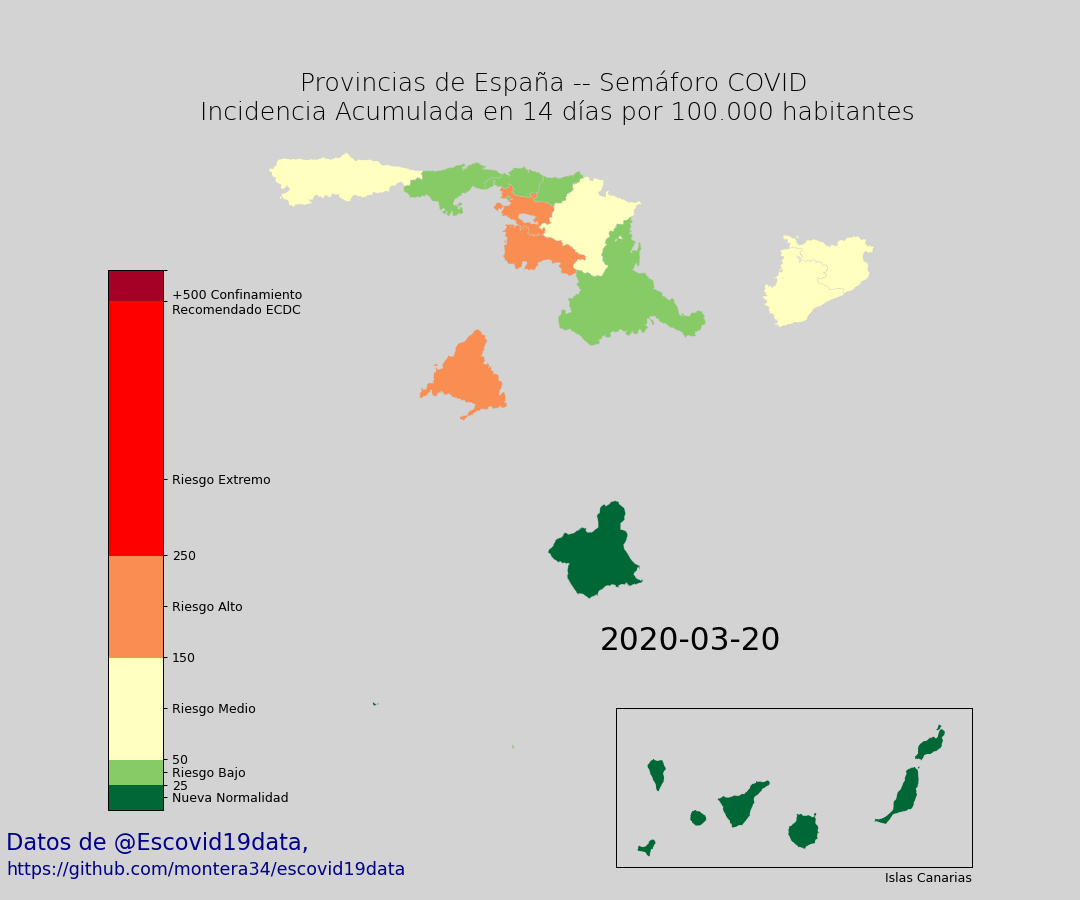 Provincias de España -- Semáforo COVID
Incidencia Acumulada en 14 días por 100.000 habitantes
+500 Confinamiento
Recomendado ECDC
Riesgo Extremo
250
Riesgo Alto
150
Riesgo Medio
50
Riesgo Bajo
25
Nueva Normalidad
2020-03-20
Islas Canarias
Datos de @Escovid19data,
https://github.com/montera34/escovid19data